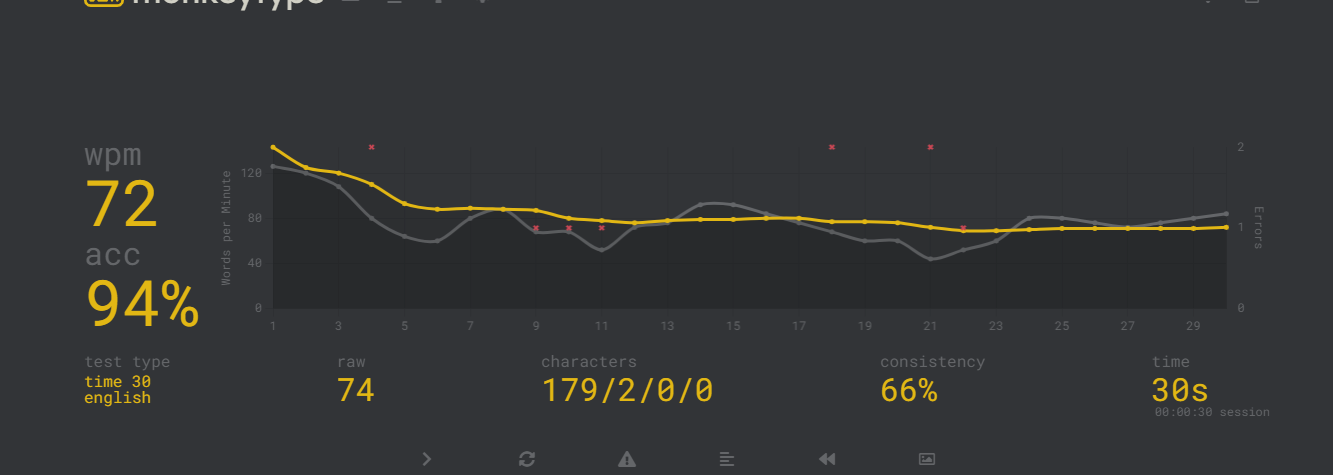 monkeytype
wpm
72
acc
94%
Words per Minute
120
80
40
0
2
1
0
Errors
1 3 5 7 9 11 13 15 17 19 21 23 25 27 29
test type
time 30
english
raw
74
characters
179/2/0/0
consistency
66%
time
30s
00:00:30 session